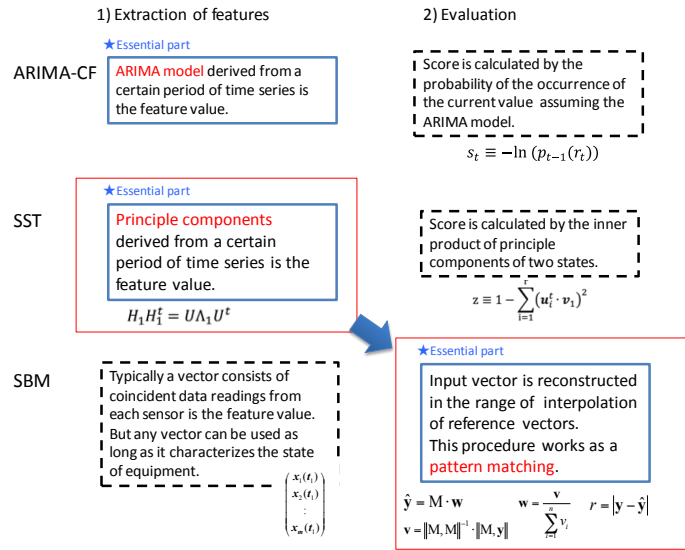 1) Extraction of features
2) Evaluation
★Essential part
ARIMA-CF
ARIMA model derived from a
certain period of time series is
the feature value.
Score is calculated by the
probability of the occurrence of
the current value assuming the
ARIMA model.
s_t ≡ −ln (p_{t−1}(r_t))
★Essential part
SST
Principle components
derived from a certain
period of time series is the
feature value.
H_1H_1^t = UΛ_1U^t
Score is calculated by the inner
product of principle
components of two states.
z ≡ 1 − ∑_{i=1}^{r}(u_i^t · v_1)^2
SBM
Typically a vector consists of
coincident data readings from
each sensor is the feature value.
But any vector can be used as
long as it characterizes the state
of equipment.
x_1(t_1)
x_2(t_1)
:
x_m(t_1)
★Essential part
Input vector is reconstructed
in the range of interpolation
of reference vectors.
This procedure works as a
pattern matching.
ŷ = M · w
w = v / ∑_{i=1}^{n} v_i
r = |y − ŷ|
v = ‖M, M‖^{−1} · ‖M, y‖